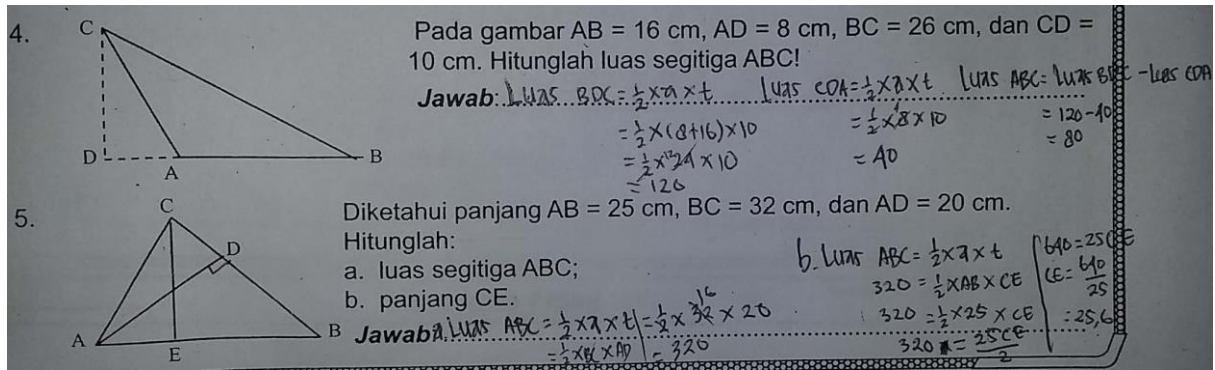 4.
C
D
A
B
Pada gambar AB = 16 cm, AD = 8 cm, BC = 26 cm, dan CD =
10 cm. Hitunglah luas segitiga ABC!
Jawab: Luas BDC = 1/2 x a x t
= 1/2 x (8+16) x 10
= 1/2 x 24 x 10
= 120
Luas CDA = 1/2 x a x t
= 1/2 x 8 x 10
= 40
Luas ABC = Luas BDC - Luas CDA
= 120 - 40
= 80
5.
C
D
A
E
B
Diketahui panjang AB = 25 cm, BC = 32 cm, dan AD = 20 cm.
Hitunglah:
a. luas segitiga ABC;
b. panjang CE.
Jawab: a. Luas ABC = 1/2 x a x t
= 1/2 x BC x AD
= 1/2 x 32 x 20
= 320
b. Luas ABC = 1/2 x a x t
320 = 1/2 x AB x CE
320 = 1/2 x 25 x CE
320 = 25CE/2
640 = 25CE
CE = 640/25
= 25,6